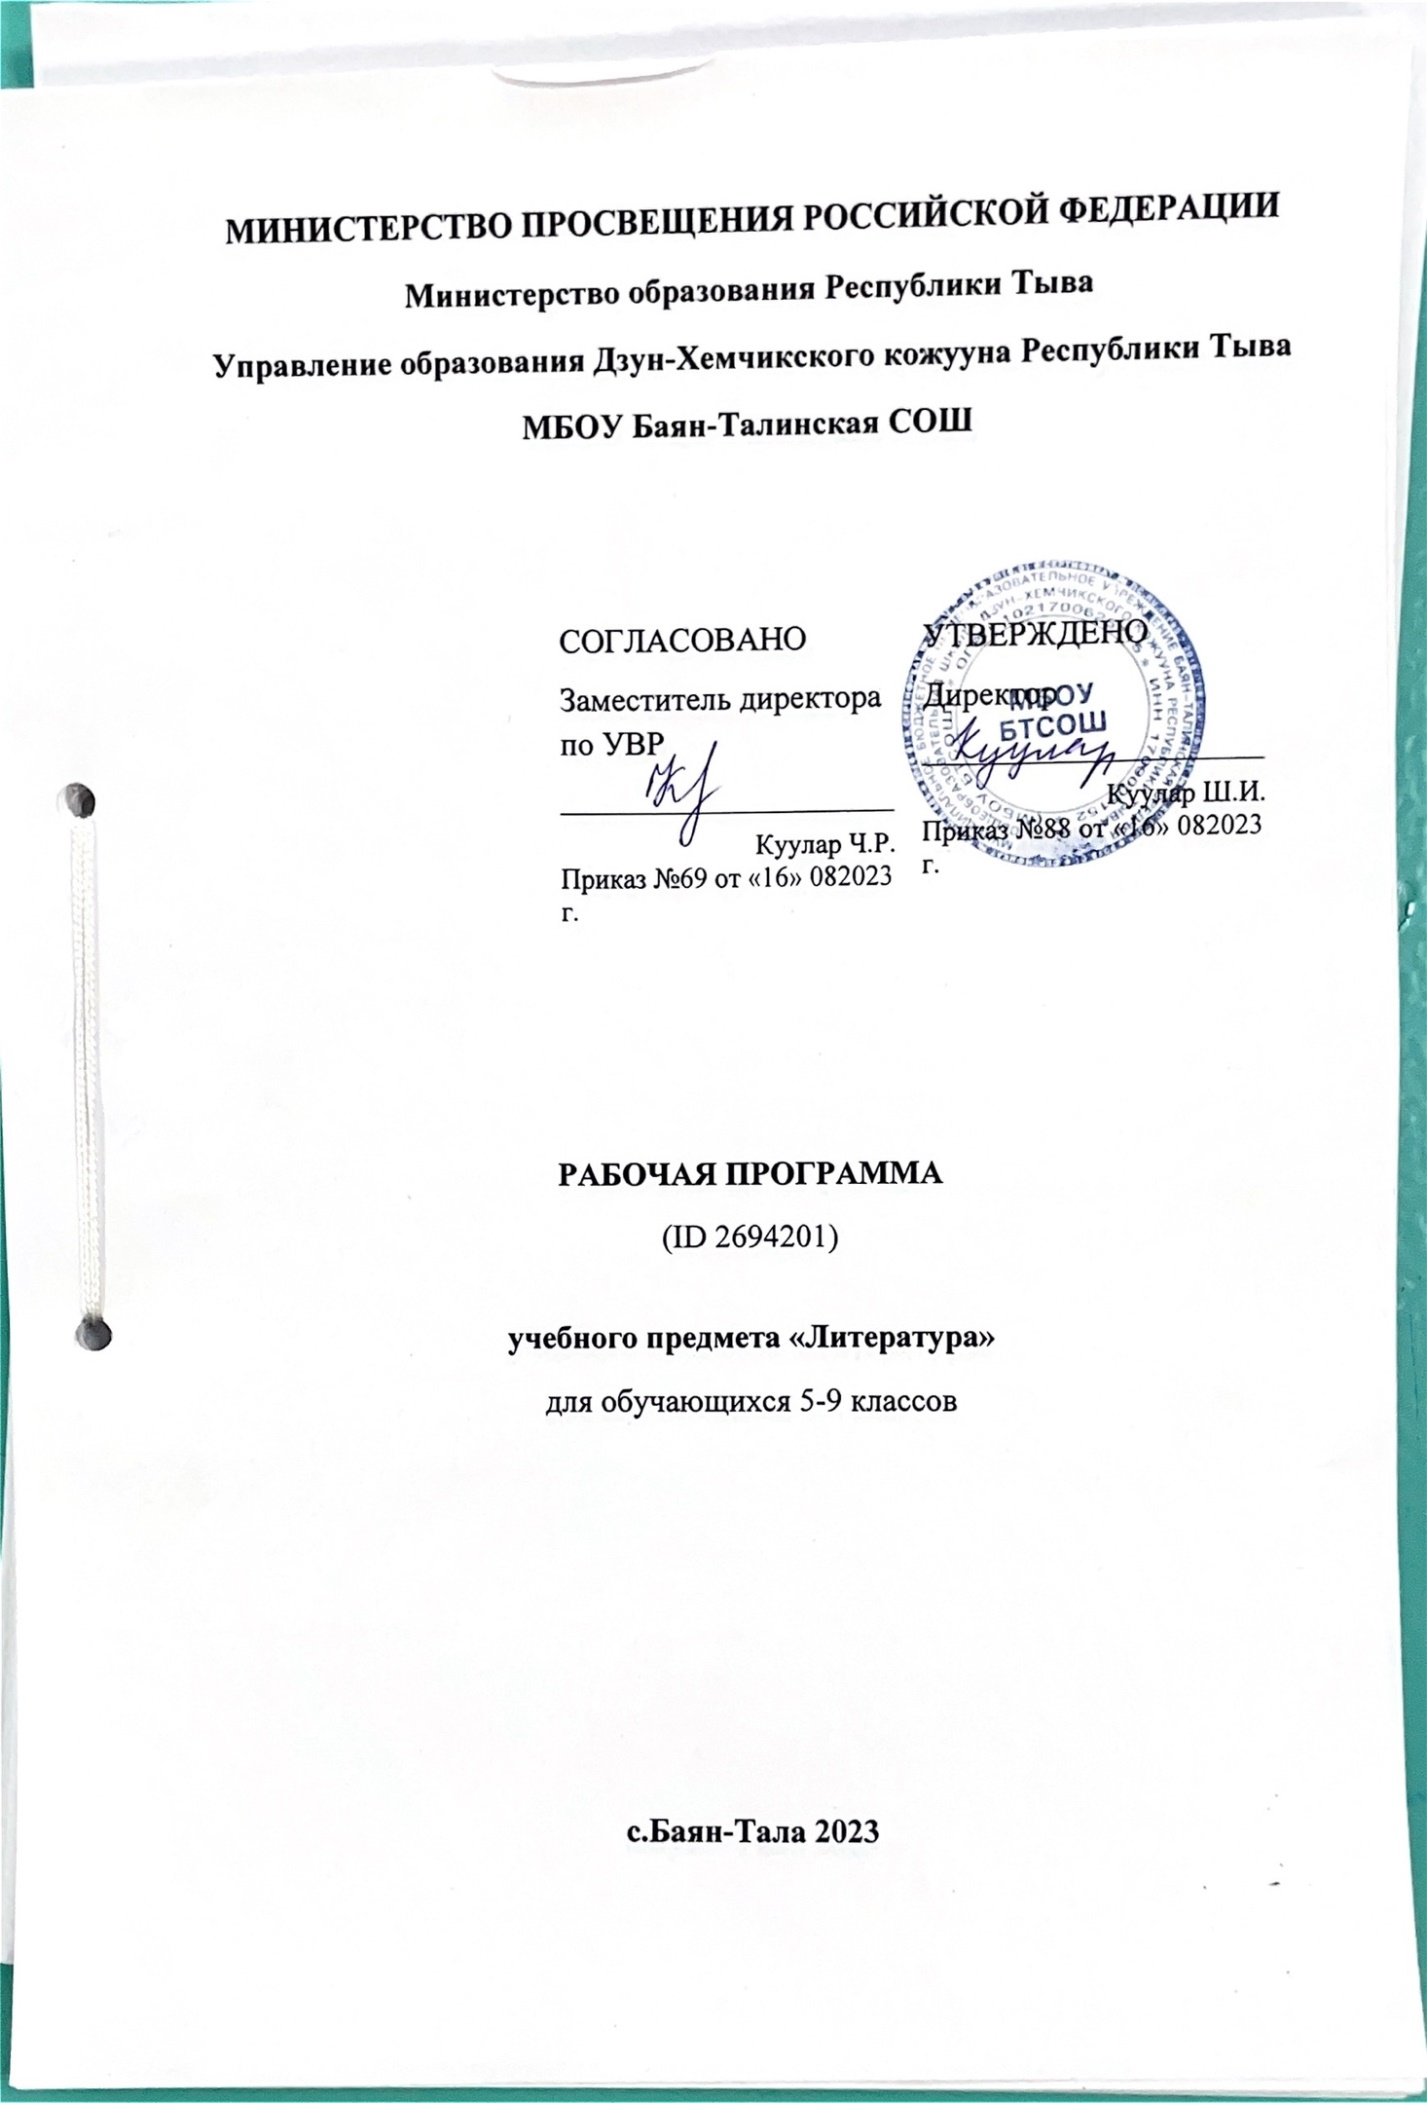 МИНИСТЕРСТВО ПРОСВЕЩЕНИЯ РОССИЙСКОЙ ФЕДЕРАЦИИ
Министерство образования Республики Тыва
Управление образования Дзун-Хемчикского кожууна Республики Тыва
МБОУ Баян-Талинская СОШ
СОГЛАСОВАНО
Заместитель директора
по УВР
Куулар Ч.Р.
Приказ №69 от «16» 082023
г.
УТВЕРЖДЕНО
Директор
МБОУ
БТСОШ
Куулар
Куулар Ш.И.
Приказ №88 от «16» 082023
г.
РАБОЧАЯ ПРОГРАММА
(ID 2694201)
учебного предмета «Литература»
для обучающихся 5-9 классов
с.Баян-Тала 2023